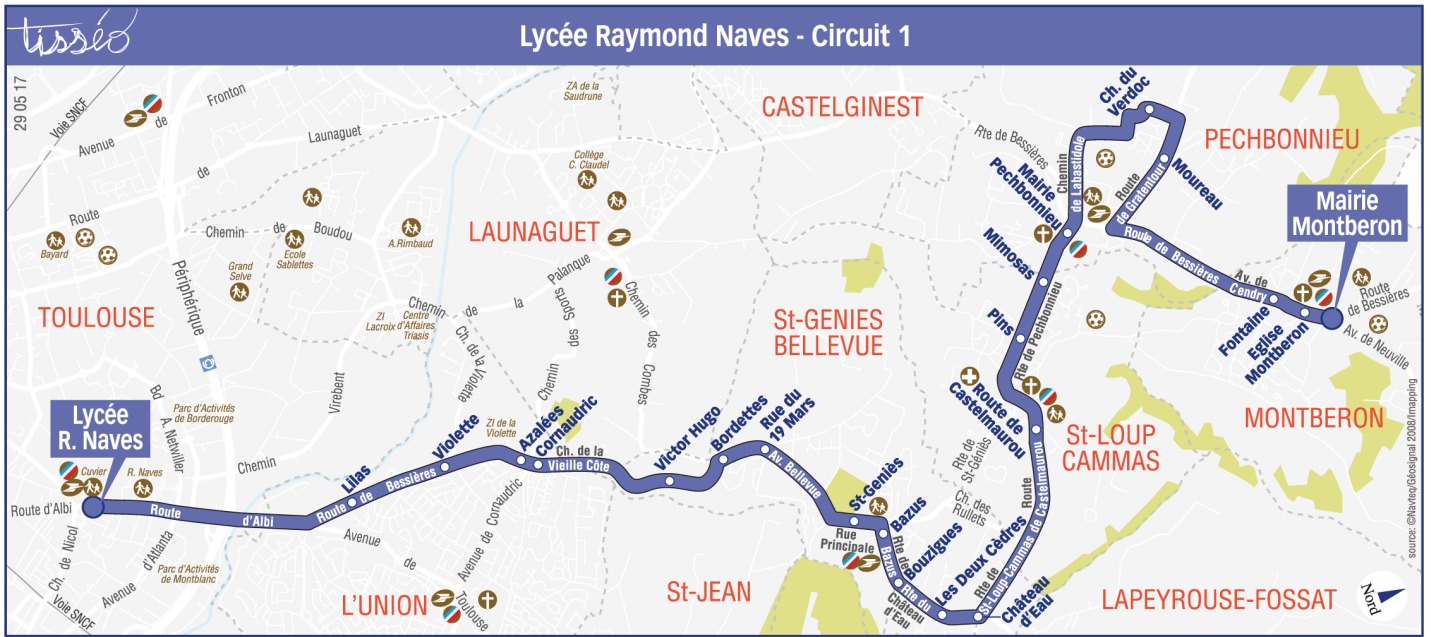 tisséo
Lycée Raymond Naves - Circuit 1
29 05 17
Voie SNCF
Avenue de Fronton
Route de Launaguet
ZA de la
Saudrune
CASTELGINEST
Rte de Bessières
Ch. du
Verdoc
PECHBONNIEU
Collège
C. Claudel
Chemin
de Labastidole
Route
de Gratentour
Moureau
Mairie
Pechbonnieu
Mairie
Montberon
Bayard
Chemin de Boudou
Ecole
Sablettes
A.Rimbaud
LAUNAGUET
Grand
Selve
Périphérique
Route de Bessières
Av. de
Cendry
Mimosas
Route
de Bessières
Av. de Neuville
Fontaine
Eglise
Montberon
TOULOUSE
Chemin de la Palanque
Chemin des Sports
Chemin des Combes
ZI
Lacroix
Centre
d'Affaires
Triasis
Ch. de la Violette
St-GENIES
BELLEVUE
Pins
Rte de Pechbonnieu
Virebent
Bd A. Netwiller
Parc d'Activités
de Borderouge
Lycée
R. Naves
ZI de la
Violette
Violette
Azalées
Cornaudric
Ch. de la
Vieille Côte
Victor Hugo
Bordettes
Rue du
19 Mars
Route de
Castelmaurou
St-LOUP
CAMMAS
MONTBERON
Cuvier
R. Naves
Chemin
Lilas
Route de Bessières
Av. Bellevue
St-Geniès
Bazus
Rte de
St-Géniès
Ch. des
Rullets
Route d'Albi
Route d'Albi
Ch. de Nicol
Avenue d'Atlanta
Parc d'Activités
de Montblanc
Voie SNCF
Avenue de Toulouse
Avenue de Cornaudric
L'UNION
St-JEAN
Rue
Principale
Rte de
Bazus
Bouzigues
Rte du
Château
d'Eau
Les Deux Cèdres
Rte de
St-Loup-Cammas
Route
de Castelmaurou
Château
d'Eau
LAPEYROUSE-FOSSAT
Nord
source: ©Navteq/Géosignal 2008/Itmapping